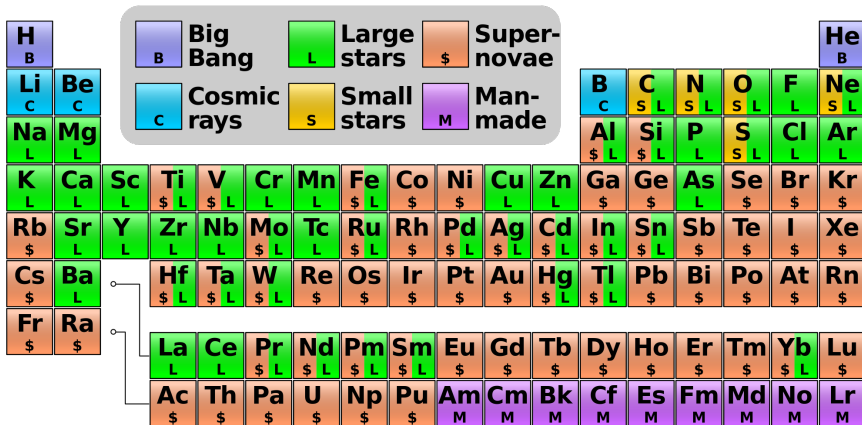 H He
B B
Big Bang
B
Large stars
L
Super-novae
$
Cosmic rays
C
Small stars
S
Man-made
M
Li Be B C N O F Ne
C C C S L S L S L L S L
Na Mg Al Si P S Cl Ar
L L $ L $ L L S L L L
K Ca Sc Ti V Cr Mn Fe Co Ni Cu Zn Ga Ge As Se Br Kr
L L L $ L $ L L L $ L $ $ L L $ $ L $ $ $
Rb Sr Y Zr Nb Mo Tc Ru Rh Pd Ag Cd In Sn Sb Te I Xe
$ L L L L $ L L $ L $ $ L $ L $ L $ L $ L $ $ $ $
Cs Ba Hf Ta W Re Os Ir Pt Au Hg Tl Pb Bi Po At Rn
$ L $ L $ L $ L $ $ $ $ $ $ L $ L $ $ $ $ $
Fr Ra
$ $
La Ce Pr Nd Pm Sm Eu Gd Tb Dy Ho Er Tm Yb Lu
L L $ L $ L $ L $ L $ $ $ $ $ $ $ $ L $
Ac Th Pa U Np Pu Am Cm Bk Cf Es Fm Md No Lr
$ $ $ $ $ $ M M M M M M M M M